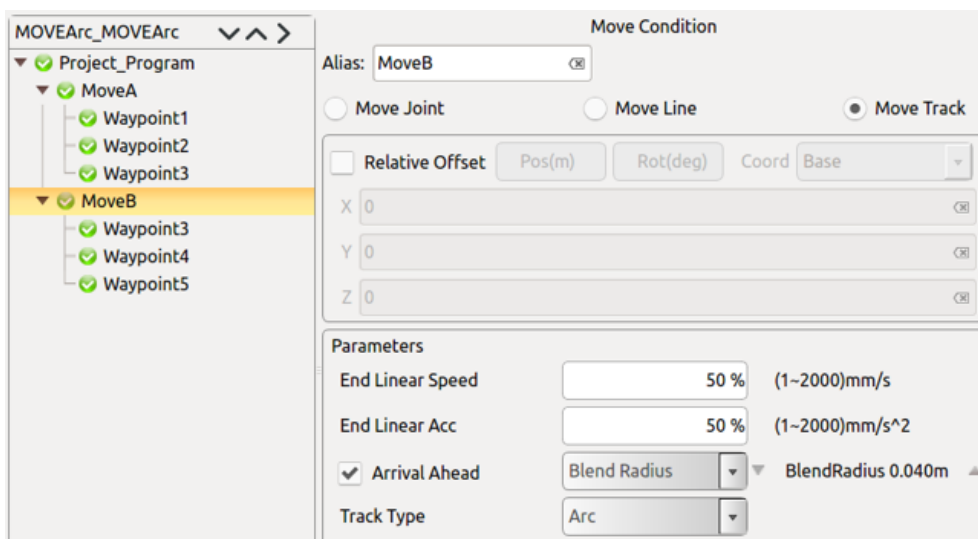 MOVEArc_MOVEArc
Project_Program
MoveA
Waypoint1
Waypoint2
Waypoint3
MoveB
Waypoint3
Waypoint4
Waypoint5
Move Condition
Alias: MoveB
Move Joint Move Line Move Track
Relative Offset Pos(m) Rot(deg) Coord Base
X 0
Y 0
Z 0
Parameters
End Linear Speed 50 % (1~2000)mm/s
End Linear Acc 50 % (1~2000)mm/s^2
Arrival Ahead Blend Radius BlendRadius 0.040m
Track Type Arc